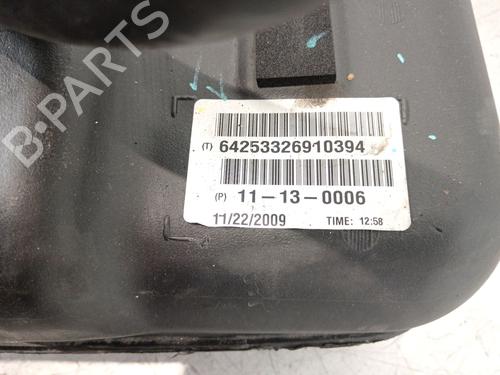 B-PARTS
(T) 64253326910394
(P) 11-13-0006
11/22/2009 TIME: 12:58